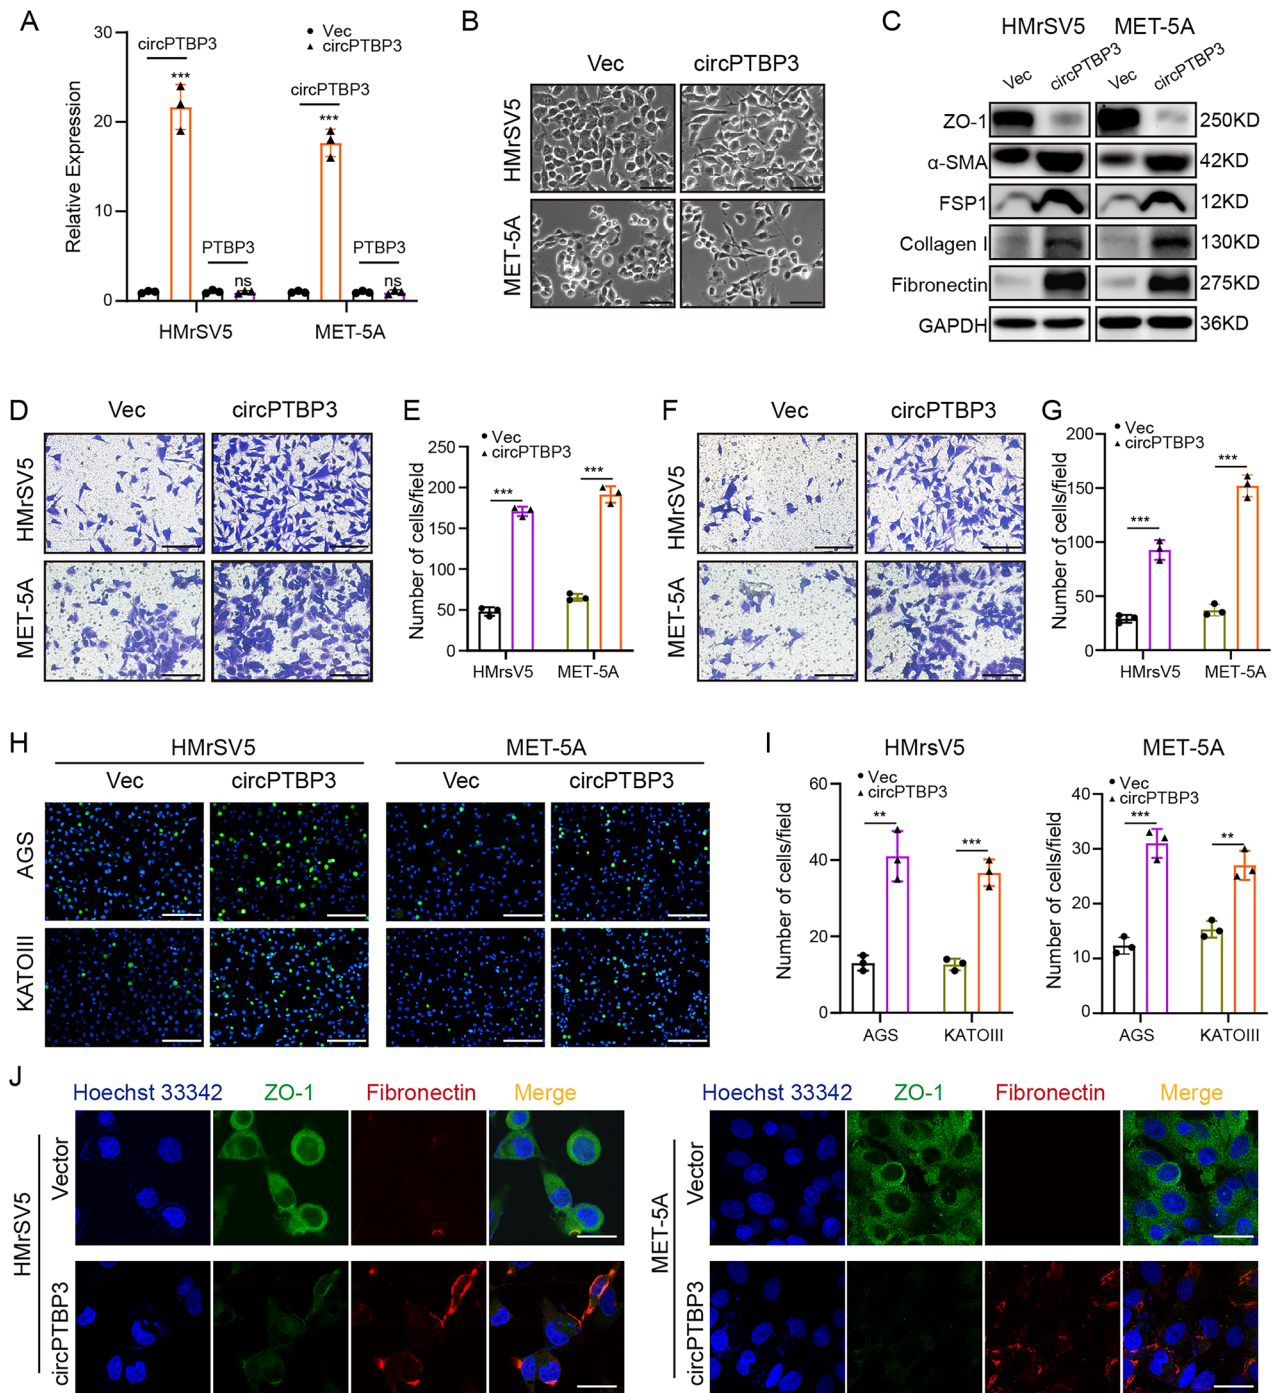 A
30
20
10
0
Relative Expression
Vec
circPTBP3
circPTBP3
***
circPTBP3
***
PTBP3
ns
PTBP3
ns
HMrSV5
MET-5A
B
Vec
circPTBP3
HMrSV5
MET-5A
C
HMrSV5
MET-5A
Vec
circPTBP3
Vec
circPTBP3
ZO-1
250KD
α-SMA
42KD
FSP1
12KD
Collagen I
130KD
Fibronectin
275KD
GAPDH
36KD
D
Vec
circPTBP3
HMrSV5
MET-5A
E
Vec
circPTBP3
250
200
150
100
50
0
Number of cells/field
***
***
HMrsV5
MET-5A
F
Vec
circPTBP3
HMrSV5
MET-5A
G
Vec
circPTBP3
200
150
100
50
0
Number of cells/field
***
***
HMrsV5
MET-5A
H
HMrSV5
MET-5A
Vec
circPTBP3
Vec
circPTBP3
AGS
KATOIII
I
HMrsV5
Vec
circPTBP3
60
40
20
0
Number of cells/field
**
***
AGS
KATOIII
MET-5A
Vec
circPTBP3
40
30
20
10
0
Number of cells/field
***
**
AGS
KATOIII
J
Hoechst 33342
ZO-1
Fibronectin
Merge
HMrSV5
Vector
circPTBP3
Hoechst 33342
ZO-1
Fibronectin
Merge
MET-5A
Vector
circPTBP3